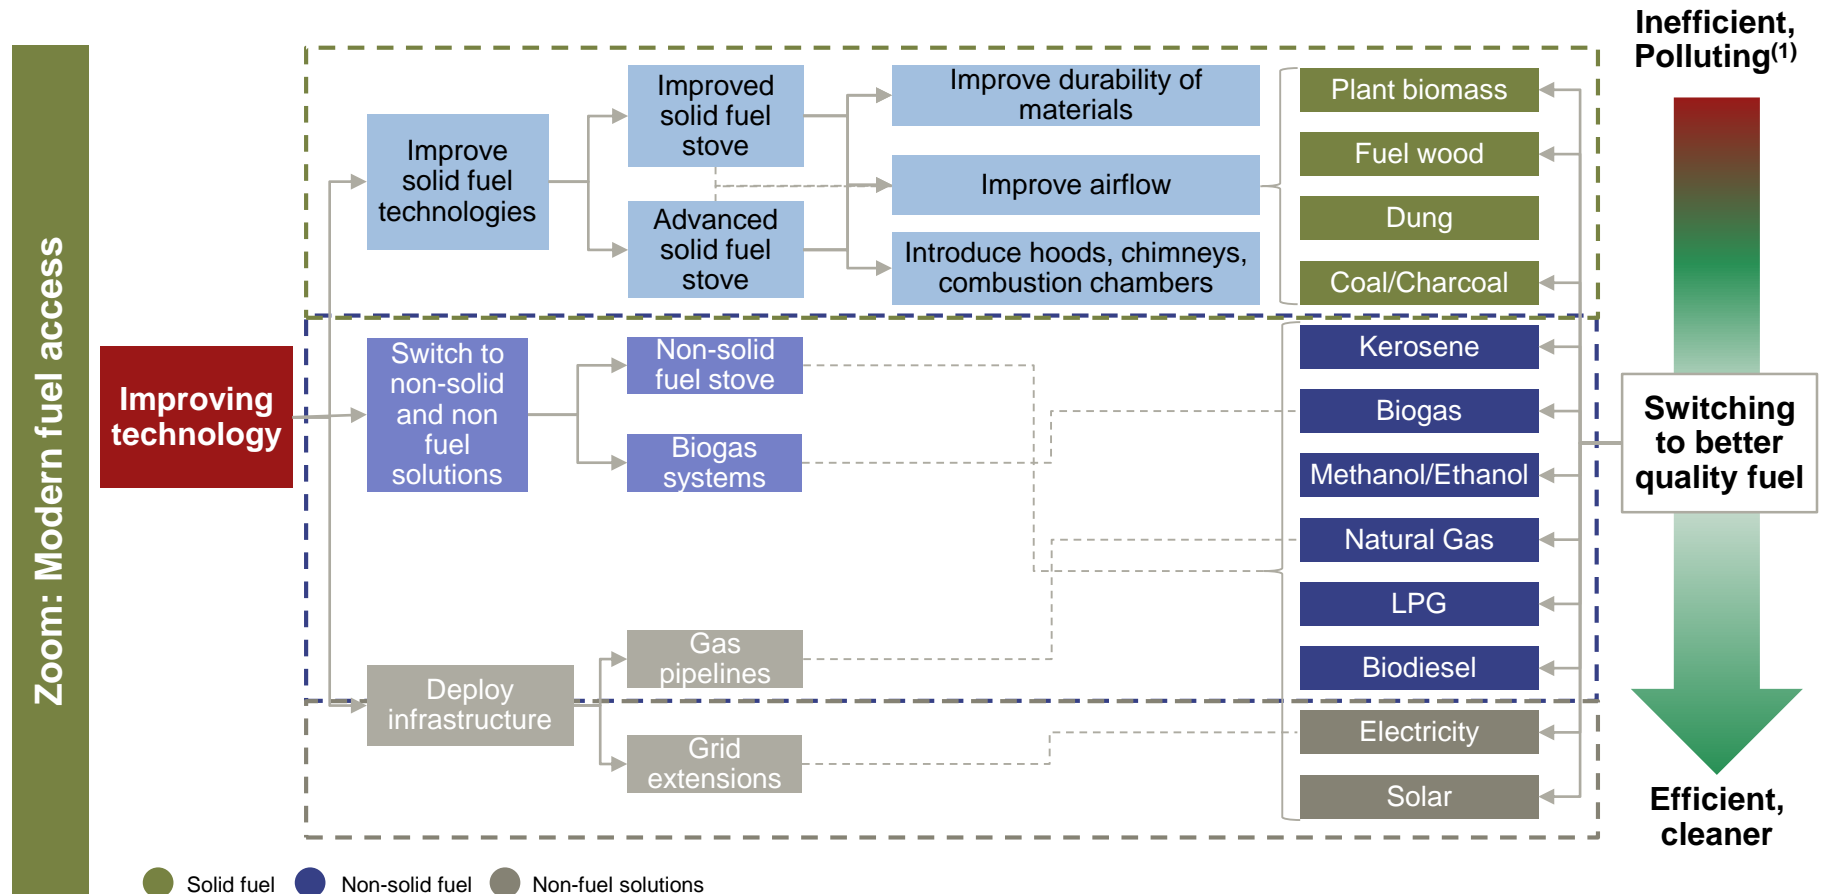 Zoom: Modern fuel access
Improving
technology
Improve
solid fuel
technologies
Improved
solid fuel
stove
Advanced
solid fuel
stove
Improve durability of
materials
Improve airflow
Introduce hoods, chimneys,
combustion chambers
Switch to
non-solid
and non
fuel
solutions
Non-solid
fuel stove
Biogas
systems
Deploy
infrastructure
Gas
pipelines
Grid
extensions
Plant biomass
Fuel wood
Dung
Coal/Charcoal
Kerosene
Biogas
Methanol/Ethanol
Natural Gas
LPG
Biodiesel
Electricity
Solar
Inefficient,
Polluting(1)
Switching
to better
quality fuel
Efficient,
cleaner
Solid fuel
Non-solid fuel
Non-fuel solutions